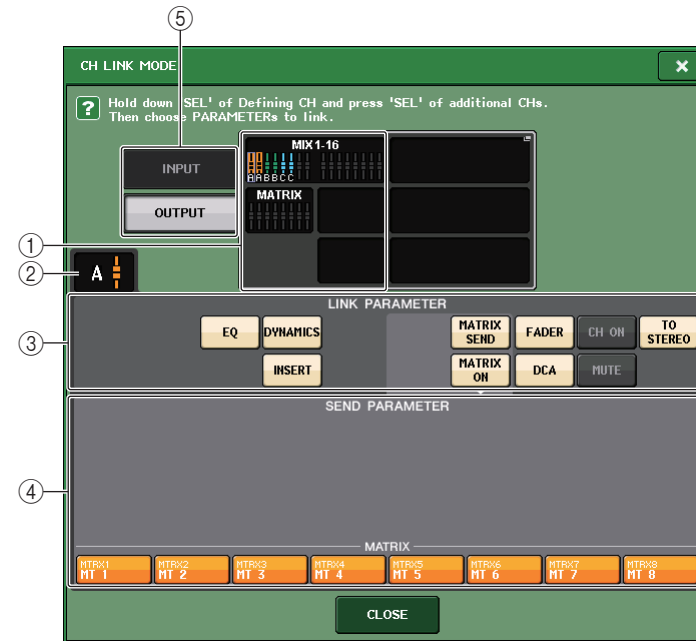 ⑤
CH LINK MODE
×
? Hold down 'SEL' of Defining CH and press 'SEL' of additional CHs.
Then choose PARAMETERs to link.
INPUT
OUTPUT
MIX1-16
AABBCC
MATRIX
①
②
A
③
LINK PARAMETER
EQ DYNAMICS MATRIX SEND FADER CH ON TO STEREO
INSERT MATRIX ON DCA MUTE
④
SEND PARAMETER
MATRIX
MTRX1 MTRX2 MTRX3 MTRX4 MTRX5 MTRX6 MTRX7 MTRX8
MT 1 MT 2 MT 3 MT 4 MT 5 MT 6 MT 7 MT 8
CLOSE